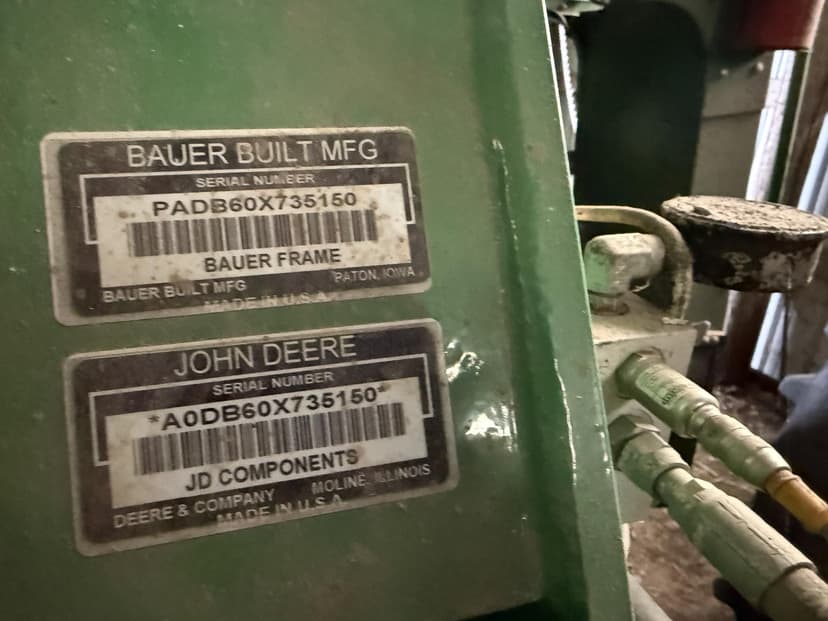 BAUER BUILT MFG
SERIAL NUMBER
PADB60X735150
BAUER FRAME
BAUER BUILT MFG PATON, IOWA
MADE IN U.S.A
JOHN DEERE
SERIAL NUMBER
*A0DB60X735150*
JD COMPONENTS
DEERE & COMPANY MOLINE, ILLINOIS
MADE IN U.S.A